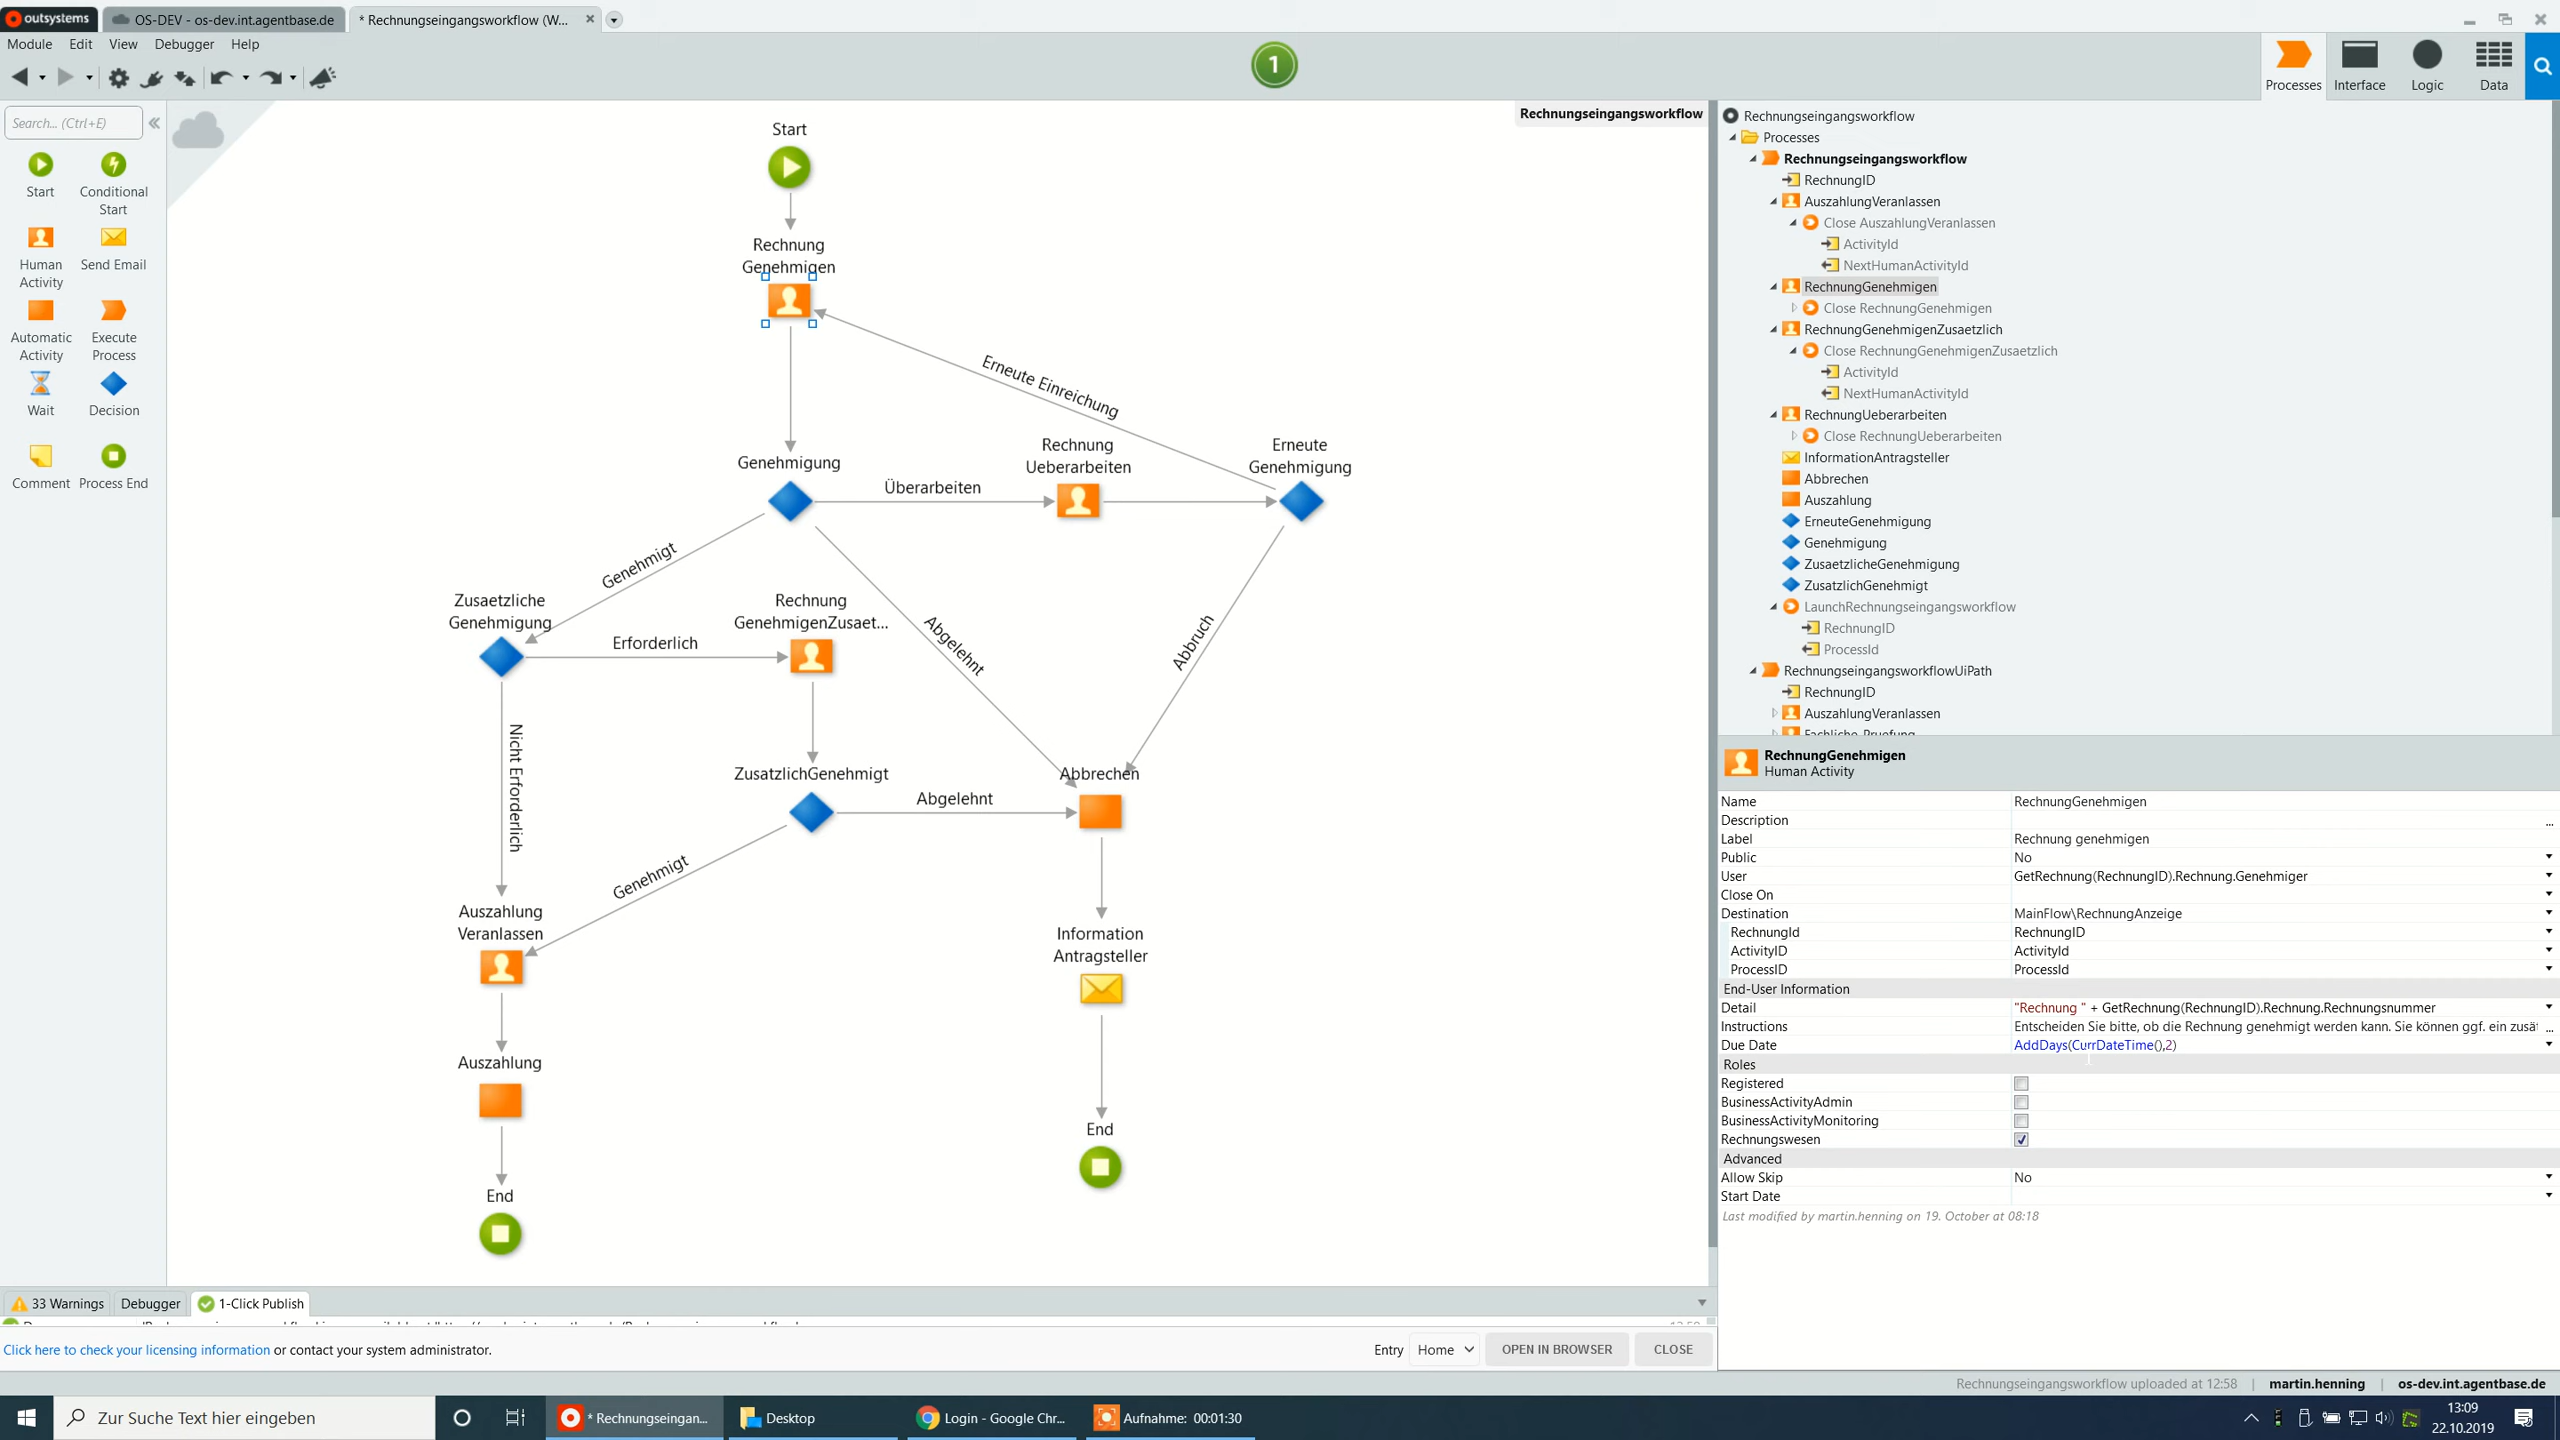 outsystems
OS-DEV - os-dev.int.agentbase.de
* Rechnungseingangsworkflow (W...
Module Edit View Debugger Help
1
Processes
Interface
Logic
Data
Search... (Ctrl+E)
Start
Conditional
Start
Human
Activity
Send Email
Automatic
Activity
Execute
Process
Wait
Decision
Comment
Process End
Rechnungseingangsworkflow
Start
Rechnung
Genehmigen
Erneute Einreichung
Genehmigung
Überarbeiten
Rechnung
Ueberarbeiten
Erneute
Genehmigung
Genehmigt
Zusaetzliche
Genehmigung
Erforderlich
Rechnung
GenehmigenZusaet...
Abgelehnt
Abbruch
Nicht Erforderlich
ZusatzlichGenehmigt
Abgelehnt
Abbrechen
Genehmigt
Auszahlung
Veranlassen
Information
Antragsteller
Auszahlung
End
End
Rechnungseingangsworkflow
Processes
Rechnungseingangsworkflow
RechnungID
AuszahlungVeranlassen
Close AuszahlungVeranlassen
ActivityId
NextHumanActivityId
RechnungGenehmigen
Close RechnungGenehmigen
RechnungGenehmigenZusaetzlich
Close RechnungGenehmigenZusaetzlich
ActivityId
NextHumanActivityId
RechnungUeberarbeiten
Close RechnungUeberarbeiten
InformationAntragsteller
Abbrechen
Auszahlung
ErneuteGenehmigung
Genehmigung
ZusaetzlicheGenehmigung
ZusatzlichGenehmigt
LaunchRechnungseingangsworkflow
RechnungID
ProcessId
RechnungseingangsworkflowUiPath
RechnungID
AuszahlungVeranlassen
Fachliche_Pruefung
RechnungGenehmigen
Human Activity
Name RechnungGenehmigen
Description ...
Label Rechnung genehmigen
Public No
User GetRechnung(RechnungID).Rechnung.Genehmiger
Close On
Destination MainFlow\RechnungAnzeige
RechnungId RechnungID
ActivityID ActivityId
ProcessID ProcessId
End-User Information
Detail "Rechnung " + GetRechnung(RechnungID).Rechnung.Rechnungsnummer
Instructions Entscheiden Sie bitte, ob die Rechnung genehmigt werden kann. Sie können ggf. ein zusät ...
Due Date AddDays(CurrDateTime(),2)
Roles
Registered
BusinessActivityAdmin
BusinessActivityMonitoring
Rechnungswesen
Advanced
Allow Skip No
Start Date
Last modified by martin.henning on 19. October at 08:18
33 Warnings Debugger 1-Click Publish
Click here to check your licensing information or contact your system administrator.
Entry Home OPEN IN BROWSER CLOSE
Rechnungseingangsworkflow uploaded at 12:58 | martin.henning | os-dev.int.agentbase.de
Zur Suche Text hier eingeben
* Rechnungseingan...
Desktop
Login - Google Chr...
Aufnahme: 00:01:30
13:09
22.10.2019